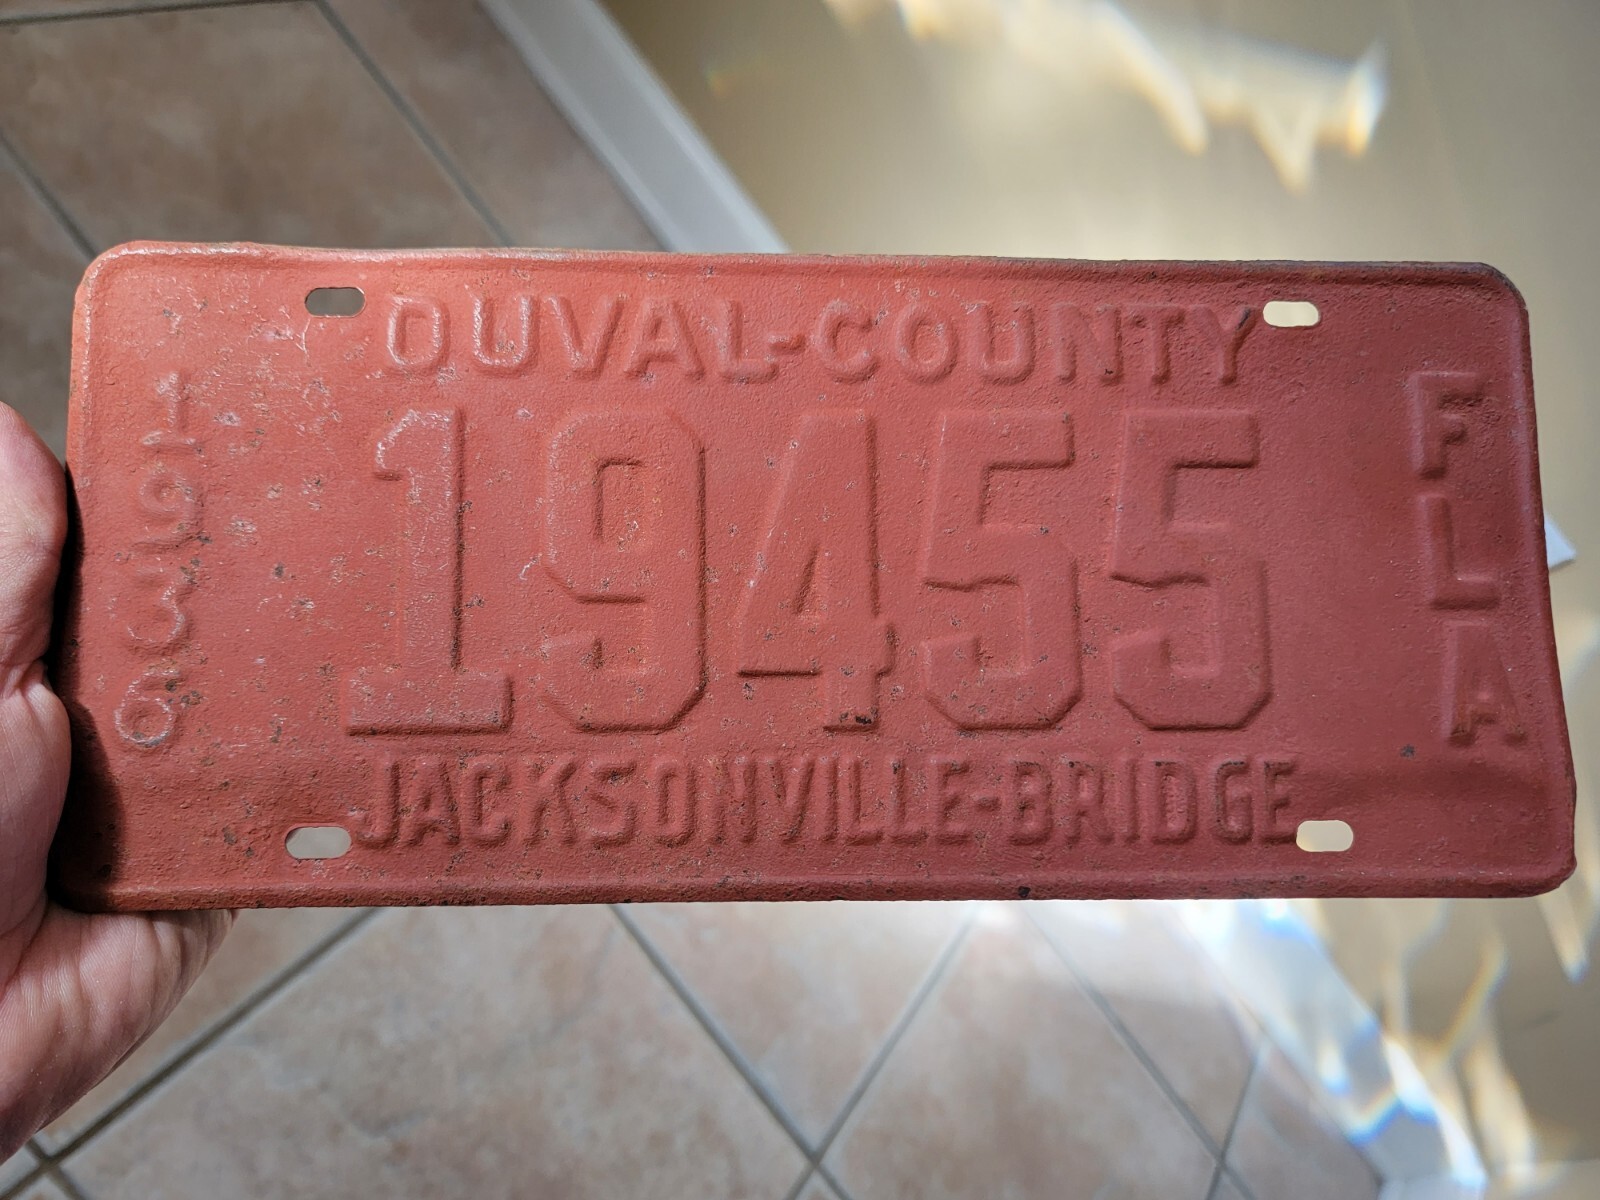 DUVAL-COUNTY
1936
19455
FLA
JACKSONVILLE-BRIDGE